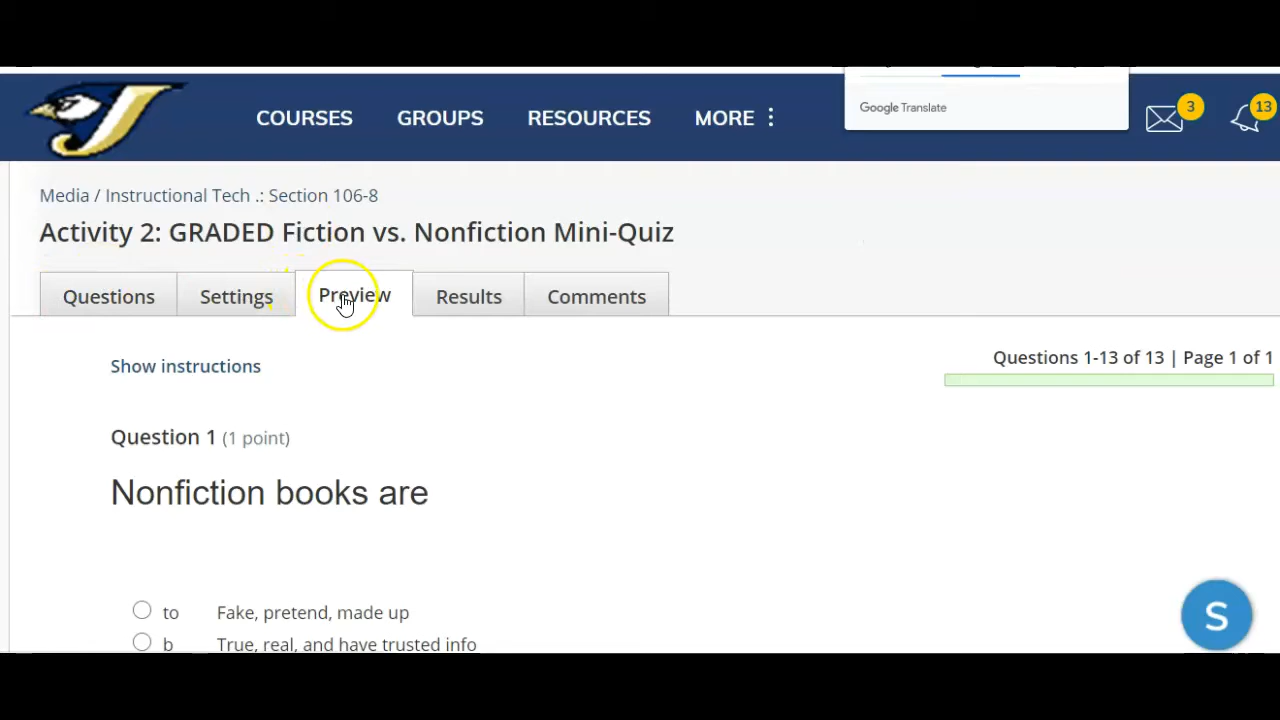 COURSES GROUPS RESOURCES MORE
Google Translate
3
13
Media / Instructional Tech .: Section 106-8
Activity 2: GRADED Fiction vs. Nonfiction Mini-Quiz
Questions Settings Preview Results Comments
Show instructions
Questions 1-13 of 13 | Page 1 of 1
Question 1 (1 point)
Nonfiction books are
to Fake, pretend, made up
b True, real, and have trusted info
S